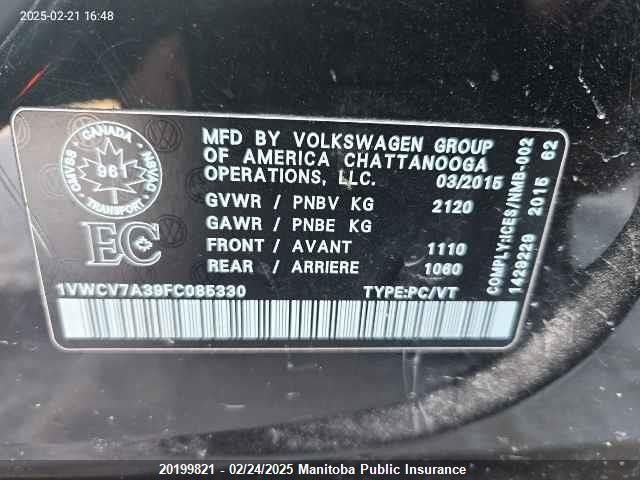 2025-02-21 16:48
CANADA
CMVSS
NSVAC
961
TRANSPORT
EC
MFD BY VOLKSWAGEN GROUP
OF AMERICA CHATTANOOGA
OPERATIONS, LLC. 03/2015
GVWR / PNBV KG 2120
GAWR / PNBE KG
FRONT / AVANT 1110
REAR / ARRIERE 1060
1VWCV7A39FC085330 TYPE:PC/VT
COMPLY:ICES/NMB-002
1429229 2015 62
20199821 - 02/24/2025 Manitoba Public Insurance